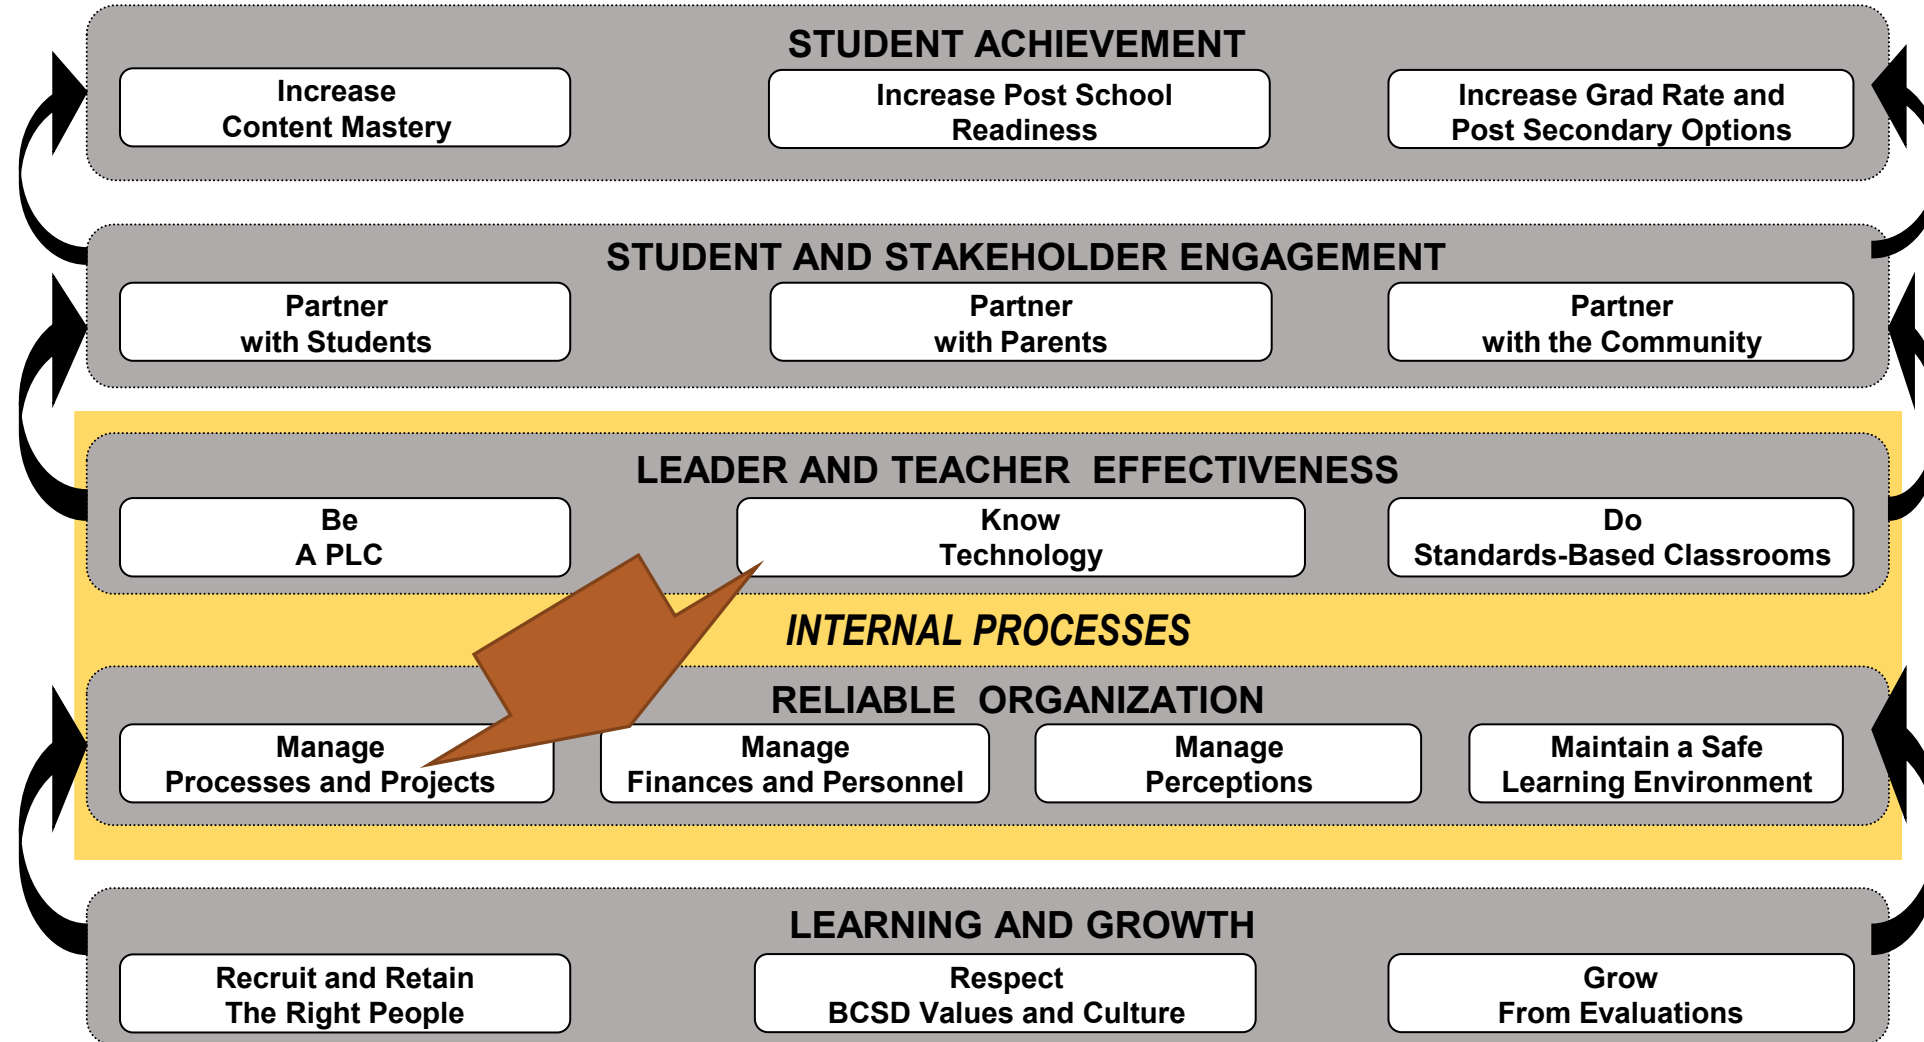 STUDENT ACHIEVEMENT
Increase
Content Mastery
Increase Post School
Readiness
Increase Grad Rate and
Post Secondary Options
STUDENT AND STAKEHOLDER ENGAGEMENT
Partner
with Students
Partner
with Parents
Partner
with the Community
LEADER AND TEACHER EFFECTIVENESS
Be
A PLC
Know
Technology
Do
Standards-Based Classrooms
INTERNAL PROCESSES
RELIABLE ORGANIZATION
Manage
Processes and Projects
Manage
Finances and Personnel
Manage
Perceptions
Maintain a Safe
Learning Environment
LEARNING AND GROWTH
Recruit and Retain
The Right People
Respect
BCSD Values and Culture
Grow
From Evaluations